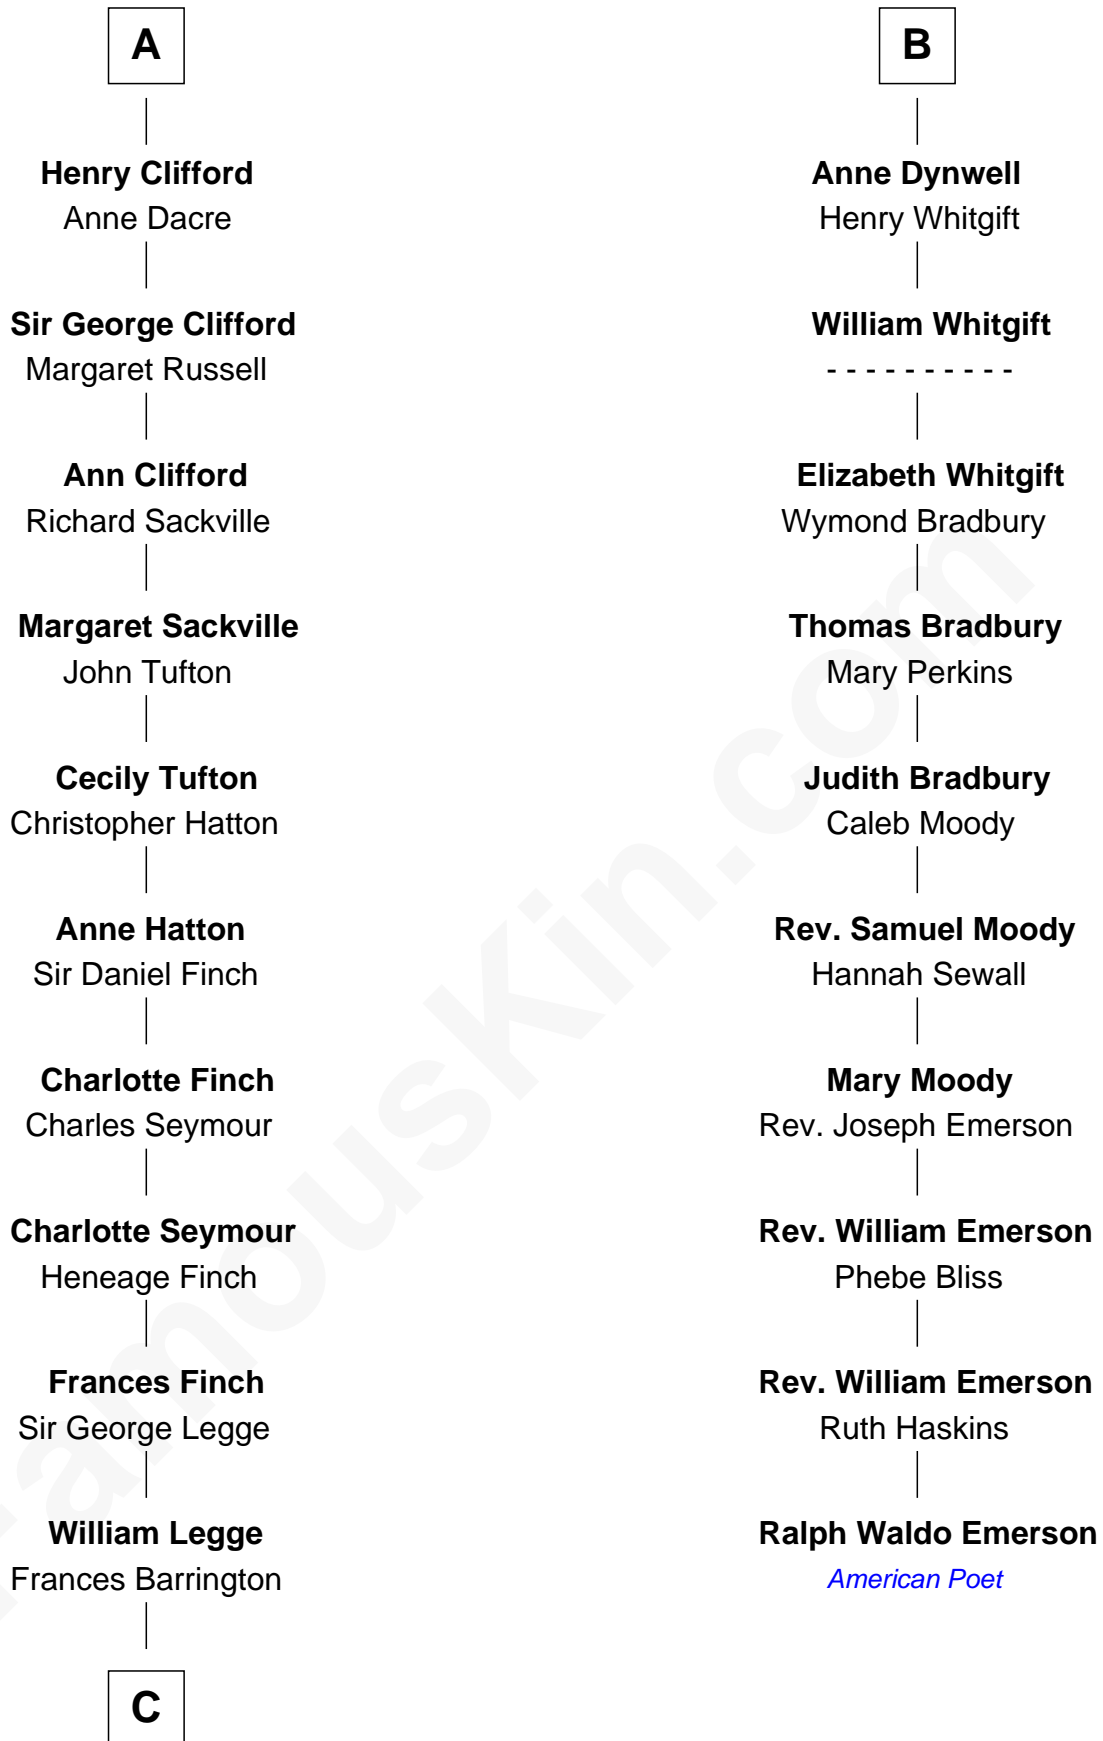 A
Henry Clifford
Anne Dacre
Sir George Clifford
Margaret Russell
Ann Clifford
Richard Sackville
Margaret Sackville
John Tufton
Cecily Tufton
Christopher Hatton
Anne Hatton
Sir Daniel Finch
Charlotte Finch
Charles Seymour
Charlotte Seymour
Heneage Finch
Frances Finch
Sir George Legge
William Legge
Frances Barrington
C
B
Anne Dynwell
Henry Whitgift
William Whitgift
- - - - - - - - - -
Elizabeth Whitgift
Wymond Bradbury
Thomas Bradbury
Mary Perkins
Judith Bradbury
Caleb Moody
Rev. Samuel Moody
Hannah Sewall
Mary Moody
Rev. Joseph Emerson
Rev. William Emerson
Phebe Bliss
Rev. William Emerson
Ruth Haskins
Ralph Waldo Emerson
American Poet
FamousKin.com